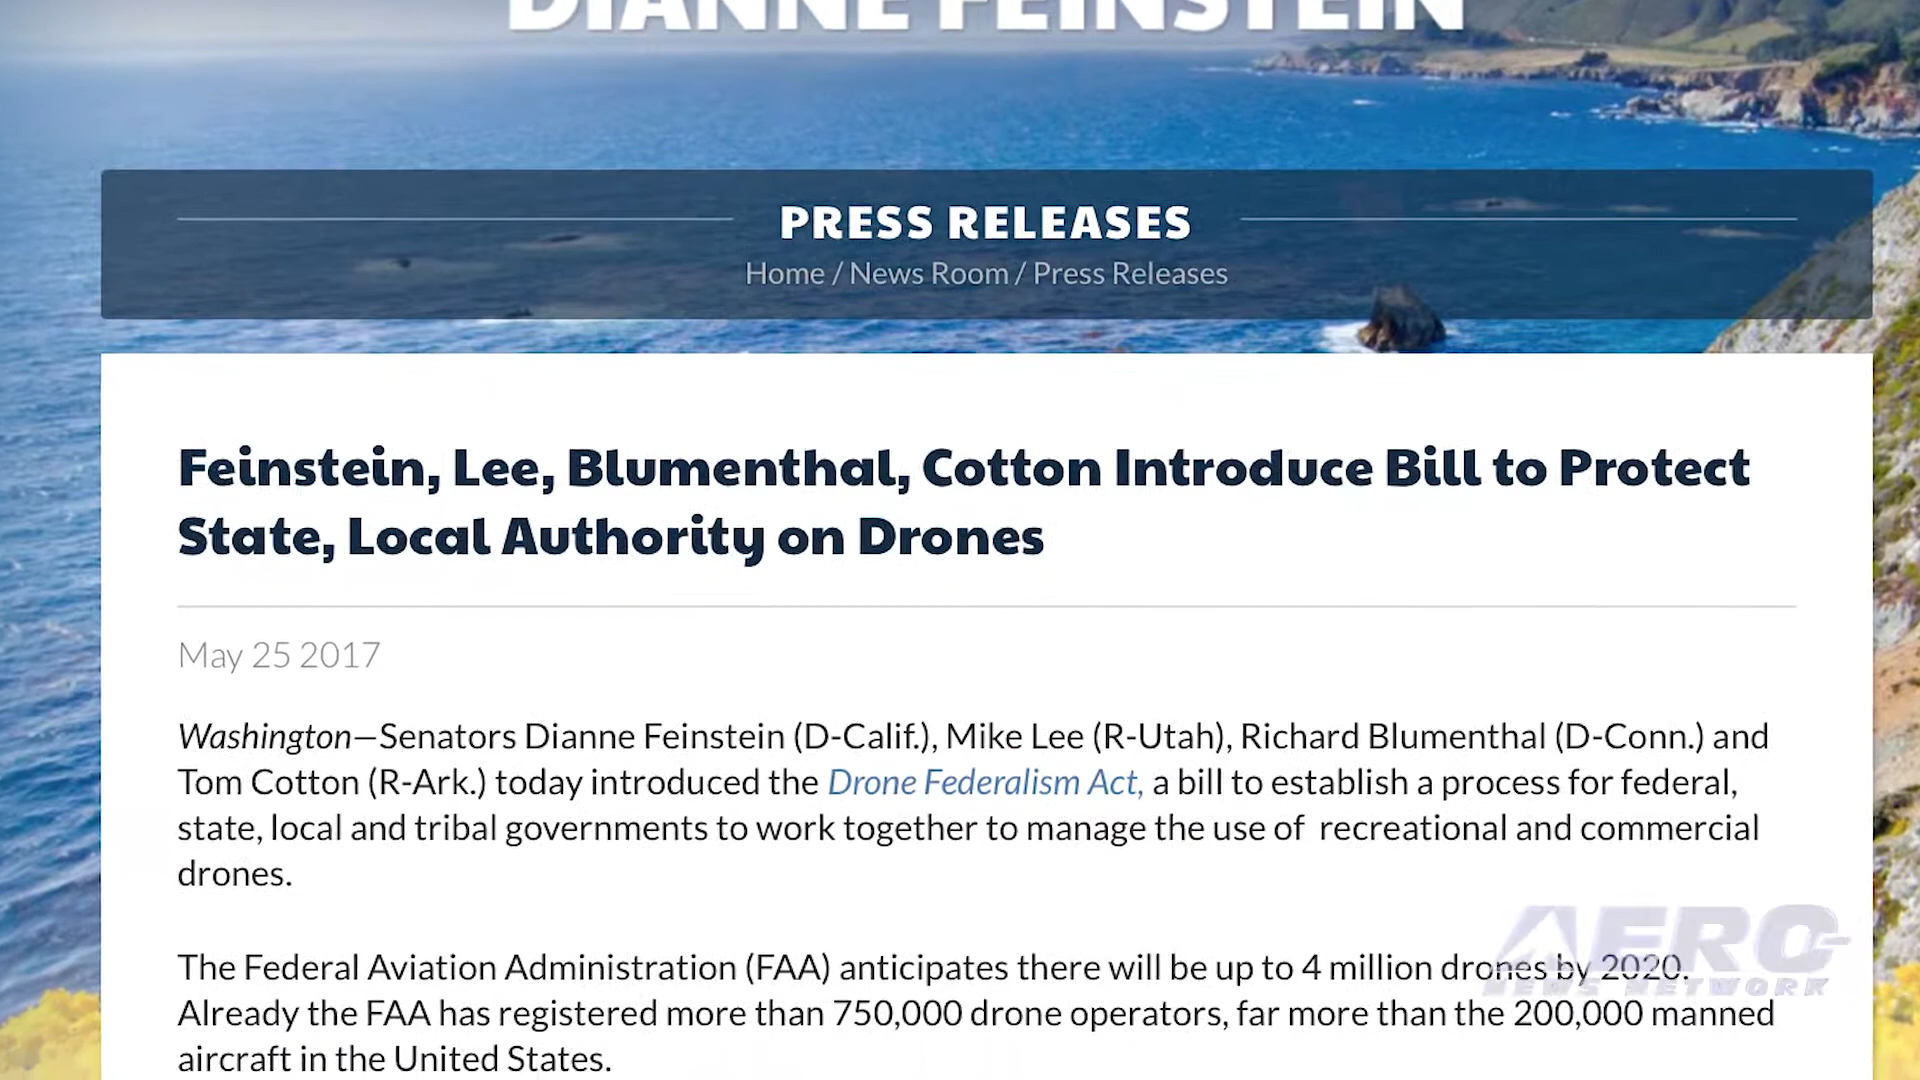 DIANNE FEINSTEIN
PRESS RELEASES
Home / News Room / Press Releases
Feinstein, Lee, Blumenthal, Cotton Introduce Bill to Protect
State, Local Authority on Drones
May 25 2017
Washington—Senators Dianne Feinstein (D-Calif.), Mike Lee (R-Utah), Richard Blumenthal (D-Conn.) and
Tom Cotton (R-Ark.) today introduced the Drone Federalism Act, a bill to establish a process for federal,
state, local and tribal governments to work together to manage the use of recreational and commercial
drones.
The Federal Aviation Administration (FAA) anticipates there will be up to 4 million drones by 2020.
Already the FAA has registered more than 750,000 drone operators, far more than the 200,000 manned
aircraft in the United States.
AERO
NEWS NETWORK